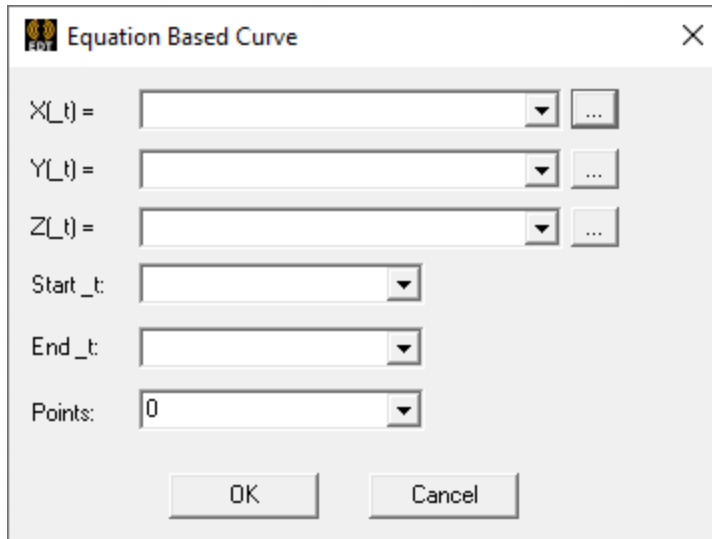 EDT Equation Based Curve
X(_t) = ...
Y(_t) = ...
Z(_t) = ...
Start _t:
End _t:
Points: 0
OK Cancel